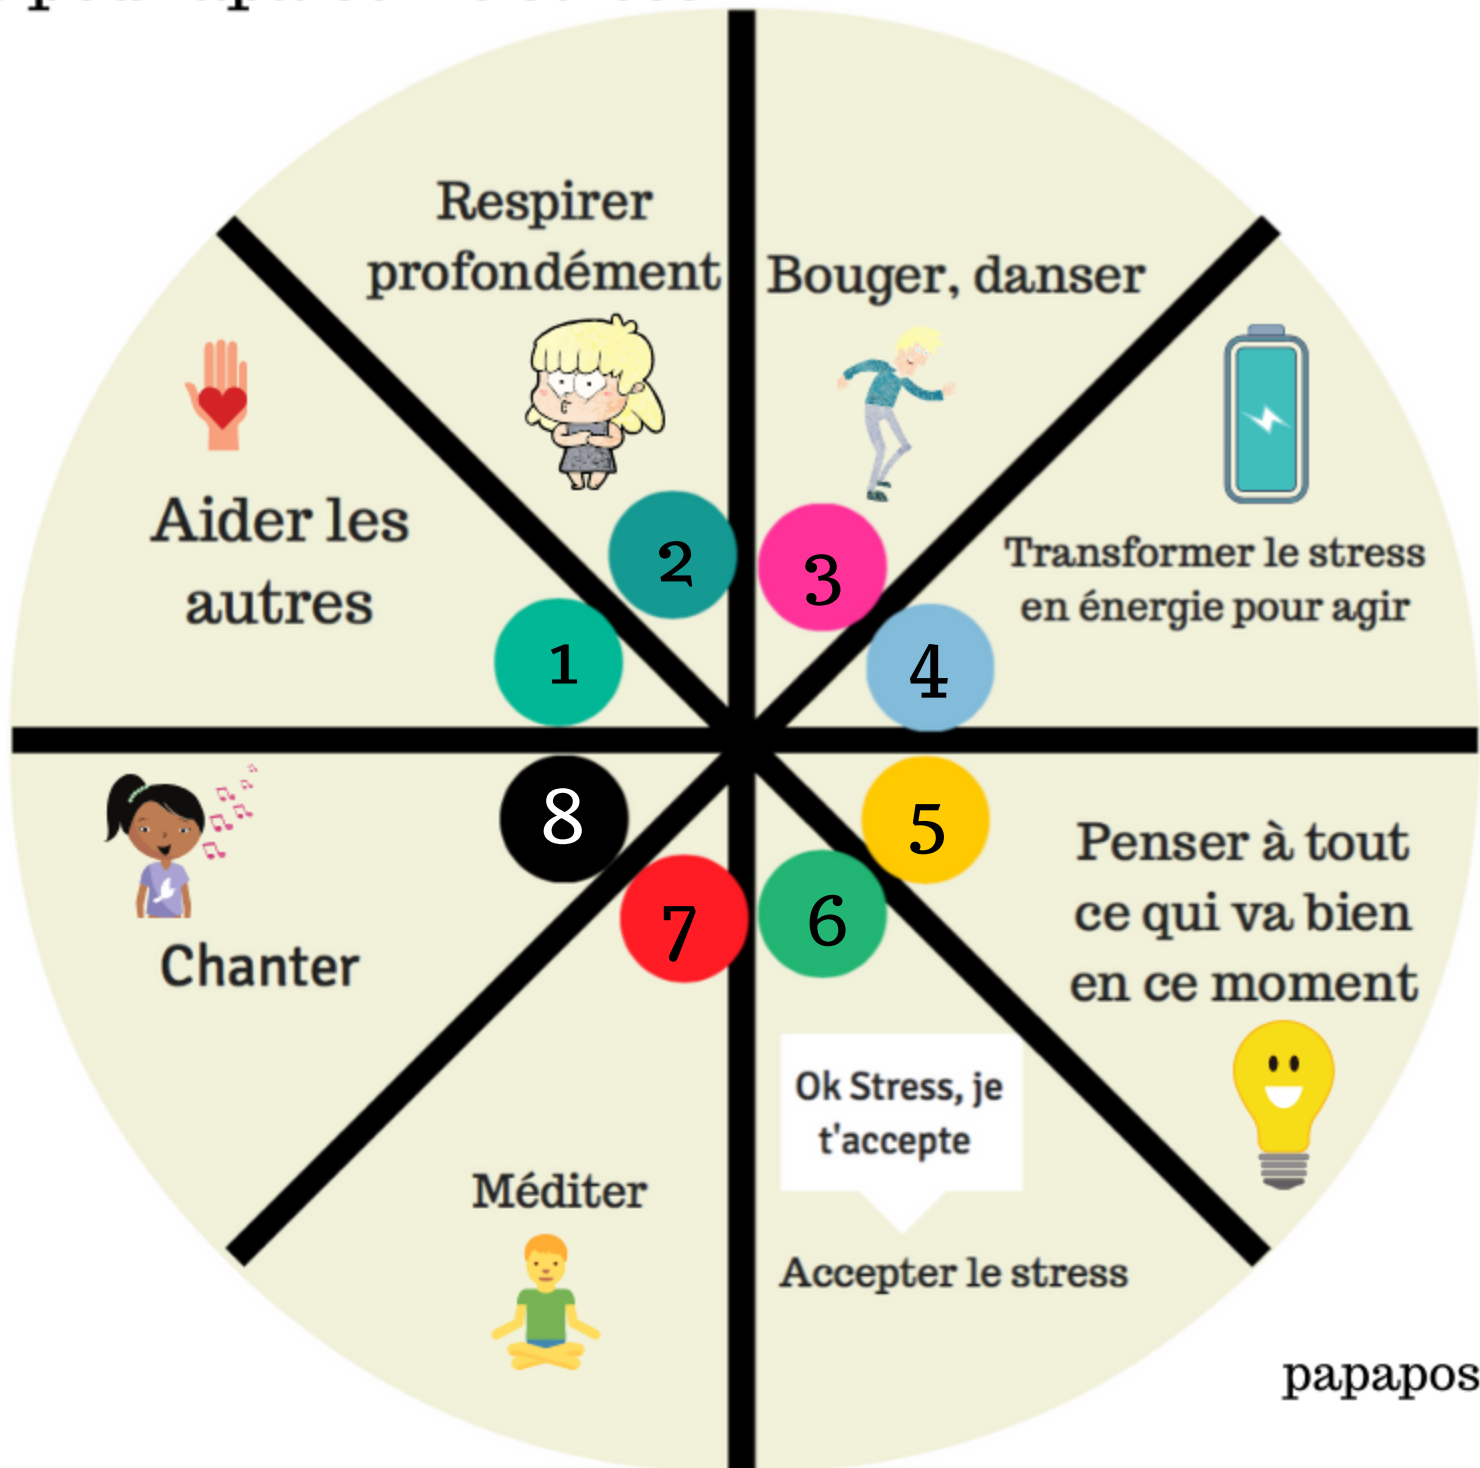 Respirer
profondément
2
Bouger, danser
3
Aider les
autres
1
Transformer le stress
en énergie pour agir
4
8
Chanter
5
Penser à tout
ce qui va bien
en ce moment
7
Méditer
6
Ok Stress, je
t'accepte
Accepter le stress
papapos